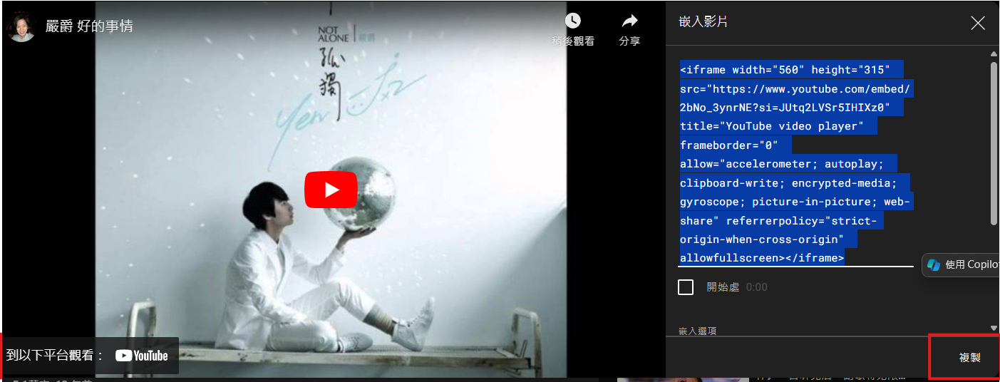 嚴爵 好的事情
稍後觀看
分享
NOT
ALONE
嚴爵
孤獨
Yen-j
到以下平台觀看：
YouTube
嵌入影片
<iframe width="560" height="315"
src="https://www.youtube.com/embed/
2bNo_3ynrNE?si=JUtq2LVSr5IHIXz0"
title="YouTube video player"
frameborder="0"
allow="accelerometer; autoplay;
clipboard-write; encrypted-media;
gyroscope; picture-in-picture; web-
share" referrerpolicy="strict-
origin-when-cross-origin"
allowfullscreen></iframe>
使用 Copilot
開始處 0:00
嵌入選項
複製